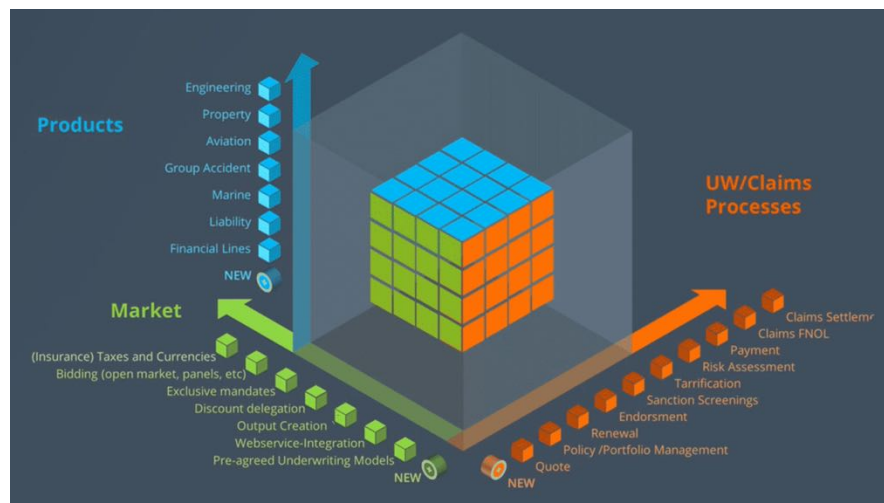 Products
Engineering
Property
Aviation
Group Accident
Marine
Liability
Financial Lines
NEW
Market
(Insurance) Taxes and Currencies
Bidding (open market, panels, etc)
Exclusive mandates
Discount delegation
Output Creation
Webservice-Integration
Pre-agreed Underwriting Models
NEW
UW/Claims
Processes
Claims Settlem
Claims FNOL
Payment
Risk Assessment
Tarrification
Sanction Screenings
Endorsment
Renewal
Policy /Portfolio Management
Quote
NEW